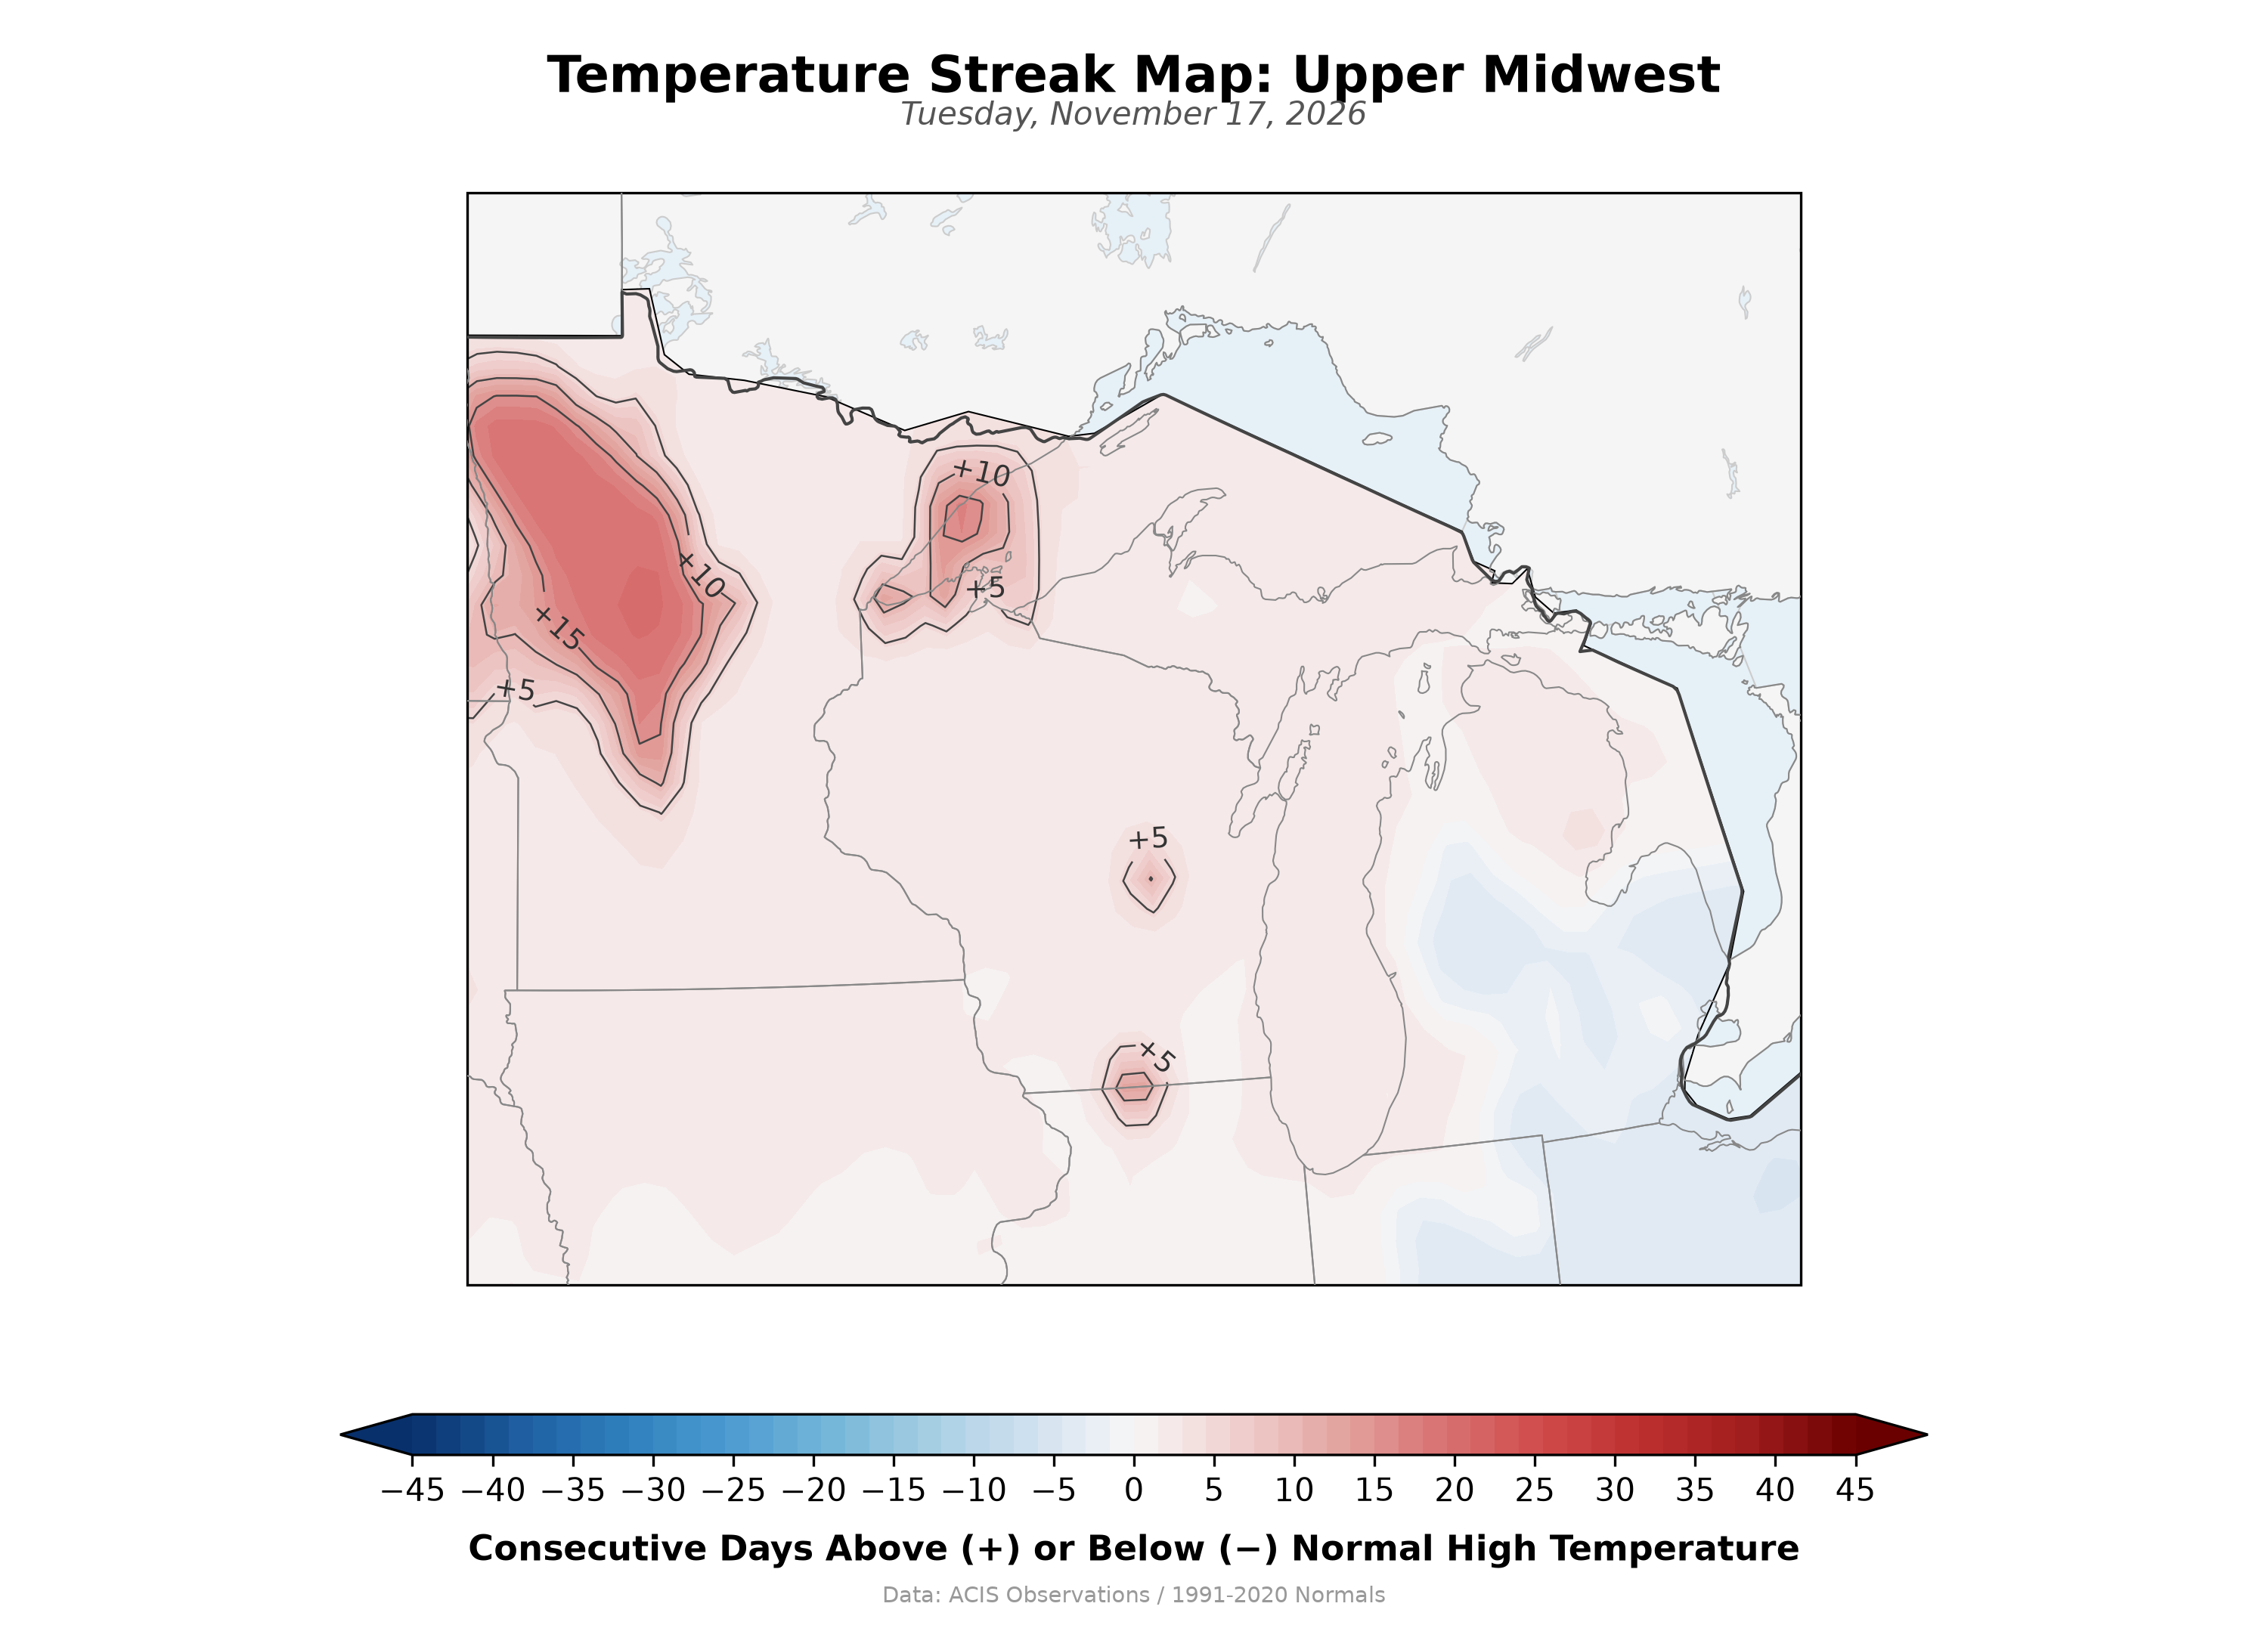 Temperature Streak Map: Upper Midwest
Tuesday, November 17, 2026
+10
+10
+5
+15
+5
+5
+5
−45 −40 −35 −30 −25 −20 −15 −10 −5 0 5 10 15 20 25 30 35 40 45
Consecutive Days Above (+) or Below (−) Normal High Temperature
Data: ACIS Observations / 1991-2020 Normals